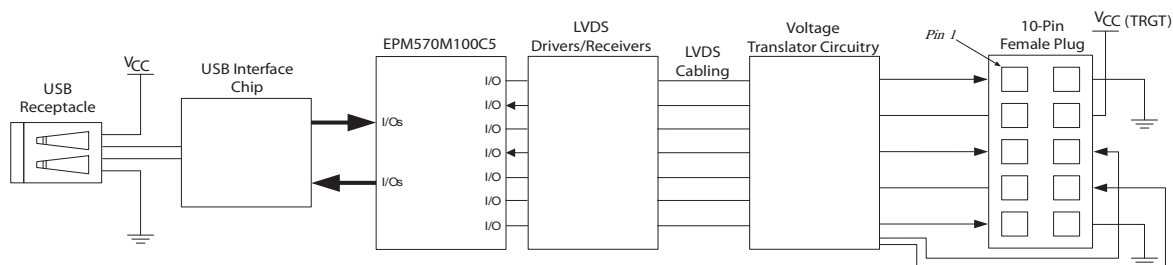 USB
Receptacle
VCC
USB Interface
Chip
EPM570M100C5
I/Os
I/Os
I/O
I/O
I/O
I/O
I/O
I/O
I/O
LVDS
Drivers/Receivers
LVDS
Cabling
Voltage
Translator Circuitry
Pin 1
10-Pin
Female Plug
VCC (TRGT)